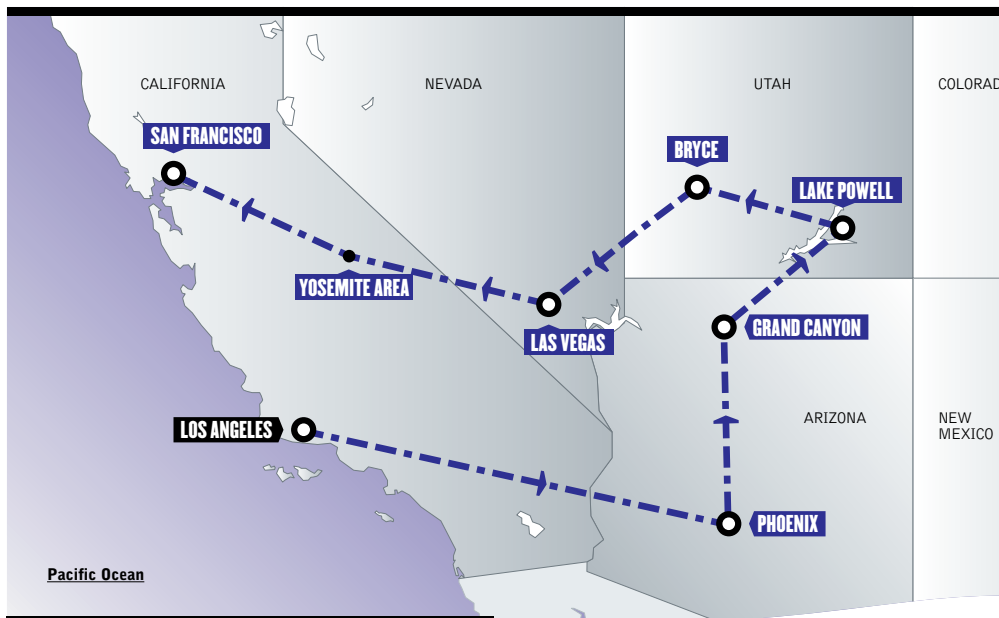 CALIFORNIA
NEVADA
UTAH
COLORAD
SAN FRANCISCO
BRYCE
LAKE POWELL
YOSEMITE AREA
GRAND CANYON
LAS VEGAS
LOS ANGELES
ARIZONA
NEW
MEXICO
PHOENIX
Pacific Ocean